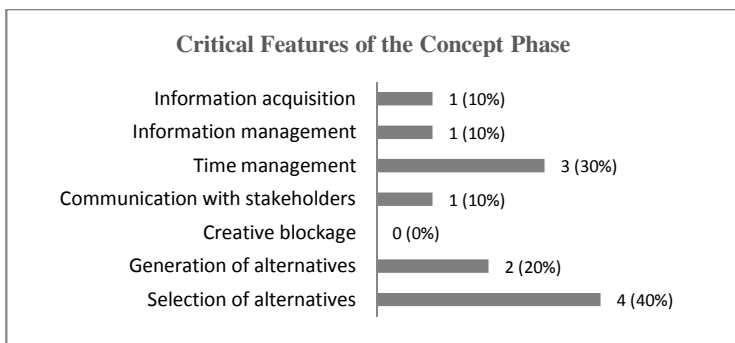 Critical Features of the Concept Phase
Information acquisition 1 (10%)
Information management 1 (10%)
Time management 3 (30%)
Communication with stakeholders 1 (10%)
Creative blockage 0 (0%)
Generation of alternatives 2 (20%)
Selection of alternatives 4 (40%)